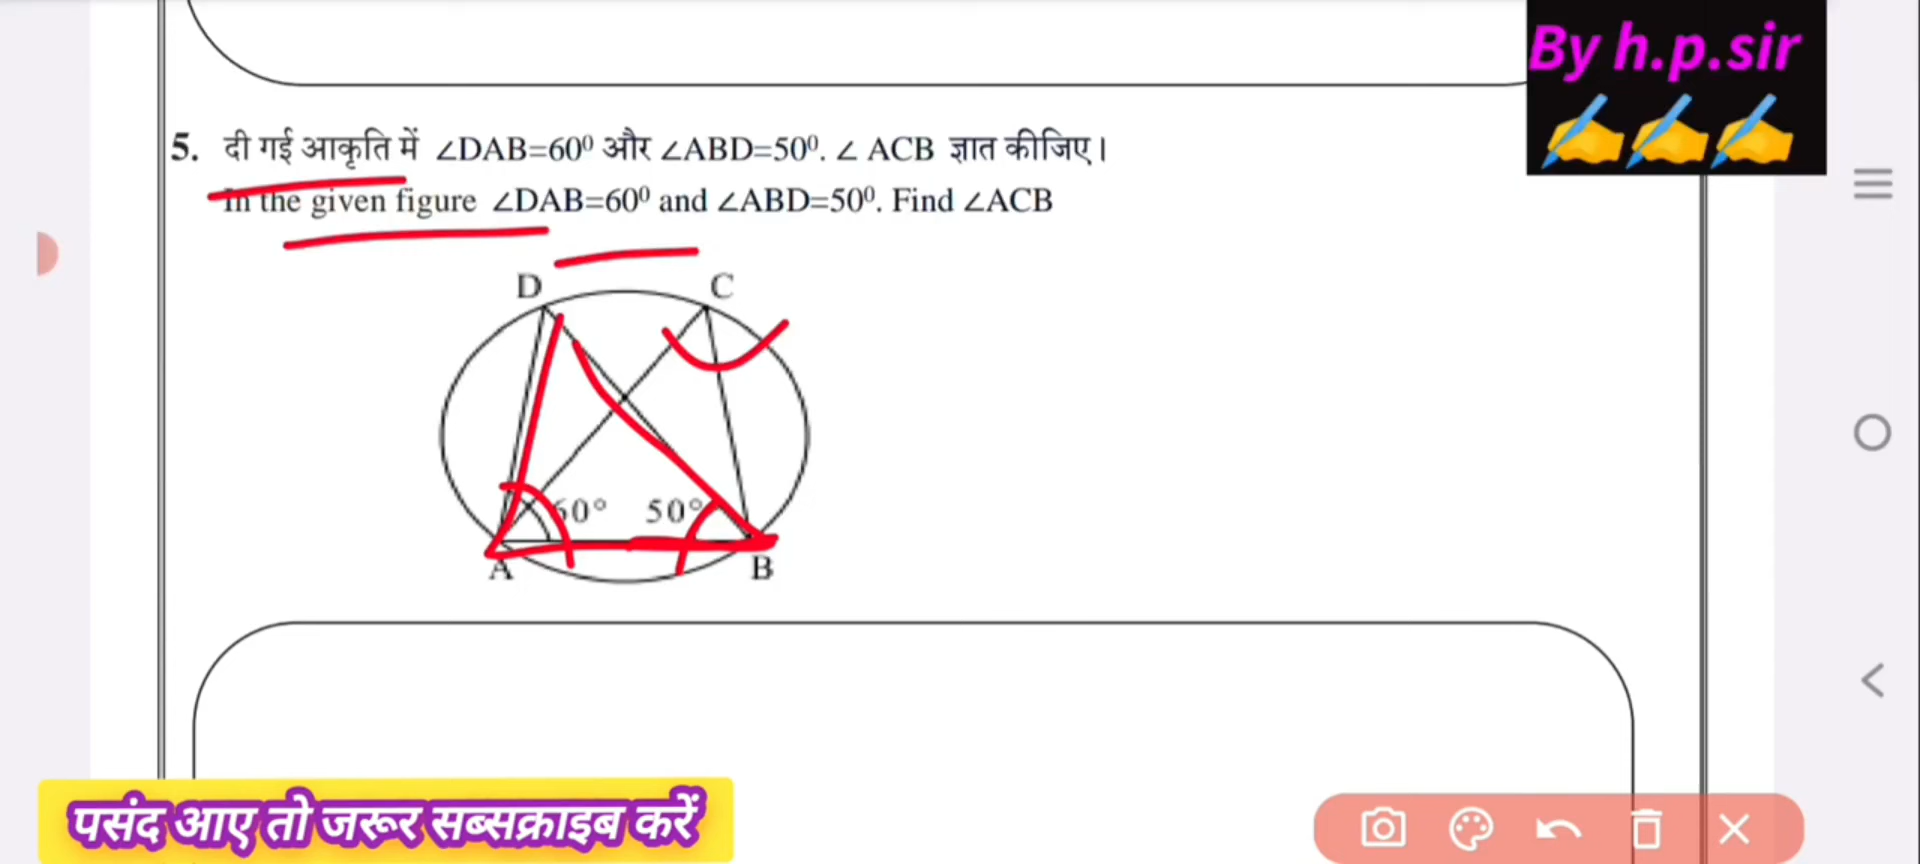 By h.p.sir
5. दी गई आकृति में ∠DAB=60⁰ और ∠ABD=50⁰. ∠ ACB ज्ञात कीजिए।
In the given figure ∠DAB=60⁰ and ∠ABD=50⁰. Find ∠ACB
D C
60° 50°
A B
पसंद आए तो जरूर सब्सक्राइब करें